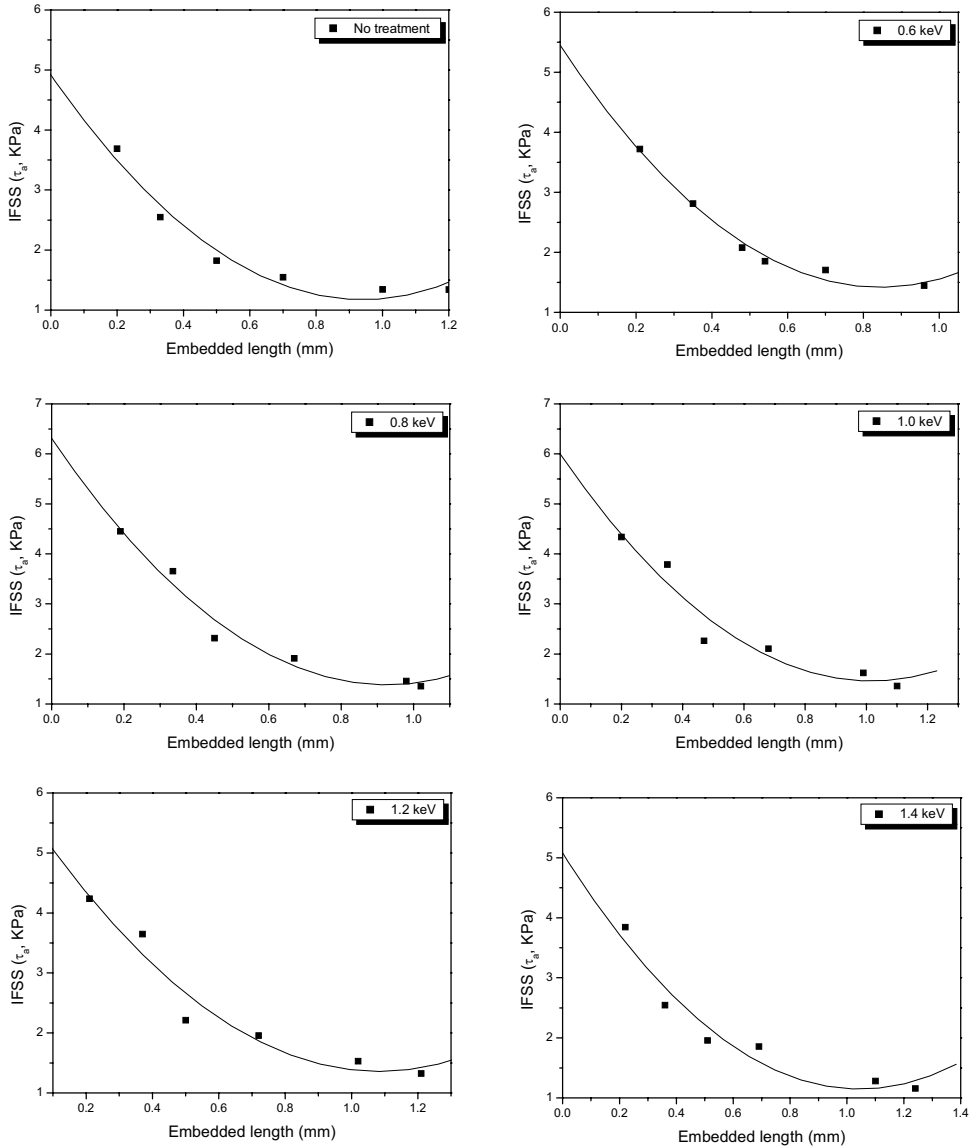 No treatment
6
5
4
3
2
1
0.0 0.2 0.4 0.6 0.8 1.0 1.2
IFSS (τa, KPa)
Embedded length (mm)
0.6 keV
6
5
4
3
2
1
0.0 0.2 0.4 0.6 0.8 1.0
IFSS (τa, KPa)
Embedded length (mm)
0.8 keV
7
6
5
4
3
2
1
0.0 0.2 0.4 0.6 0.8 1.0
IFSS (τa, KPa)
Embedded length (mm)
1.0 keV
7
6
5
4
3
2
1
0.0 0.2 0.4 0.6 0.8 1.0 1.2
IFSS (τa, KPa)
Embedded length (mm)
1.2 keV
6
5
4
3
2
1
0.2 0.4 0.6 0.8 1.0 1.2
IFSS (τa, KPa)
Embedded length (mm)
1.4 keV
6
5
4
3
2
1
0.0 0.2 0.4 0.6 0.8 1.0 1.2 1.4
IFSS (τa, KPa)
Embedded length (mm)